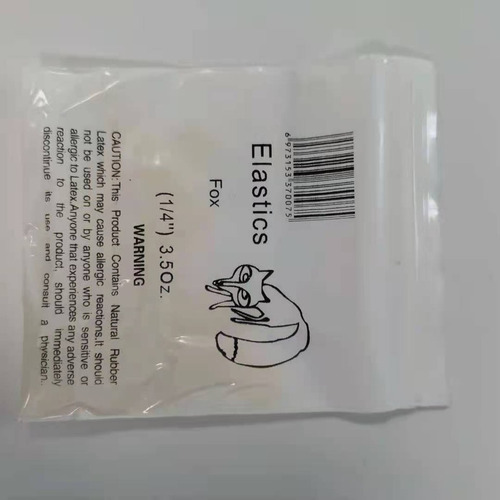 6973153370075
Elastics
Fox
(1/4") 3.5Oz.
WARNING
CAUTION:This Product Contains Natural Rubber
Latex which may cause allergic reactions.It should
not be used on or by anyone who is sensitive or
allergic to Latex.Anyone that experiences any adverse
reaction to the product, should immediately
discontinue its use and consult a physician.